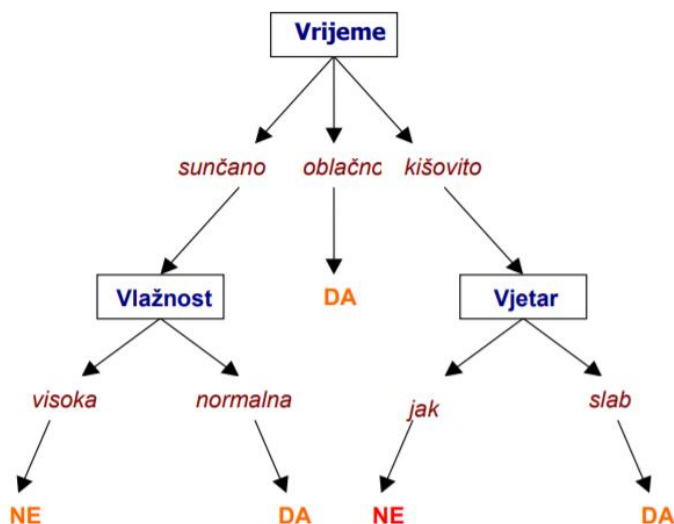 Vrijeme
sunčano oblačno kišovito
Vlažnost DA Vjetar
visoka normalna jak slab
NE DA NE DA